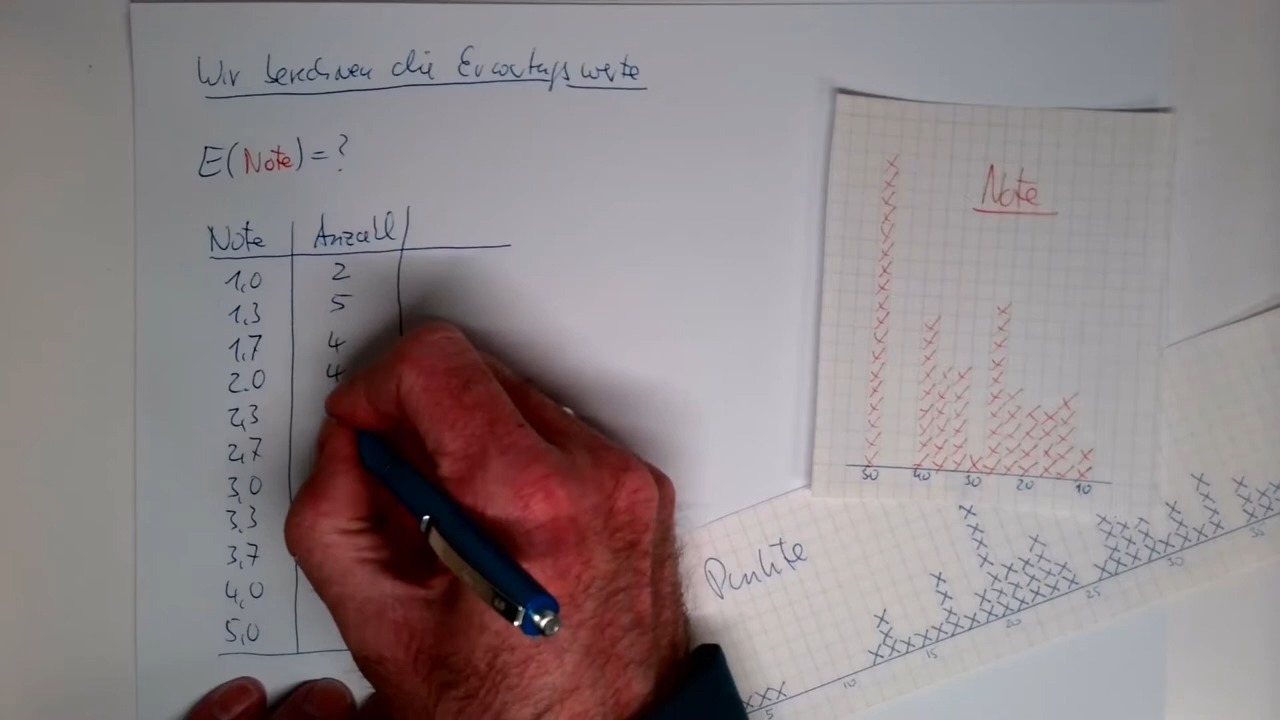 Wir berechnen die Erwartungswerte
E(Note) = ?
Note Anzahl
1,0 2
1,3 5
1,7 4
2.0 4
2,3
2,7
3,0
3,3
3,7
4,0
5,0
Note
50 40 30 20 10
Punkte
5 10 15 20 25 30 35